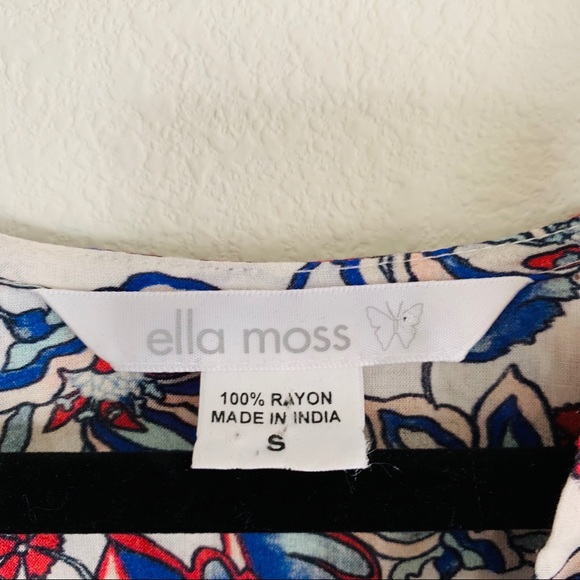 ella moss
100% RAYON
MADE IN INDIA
S